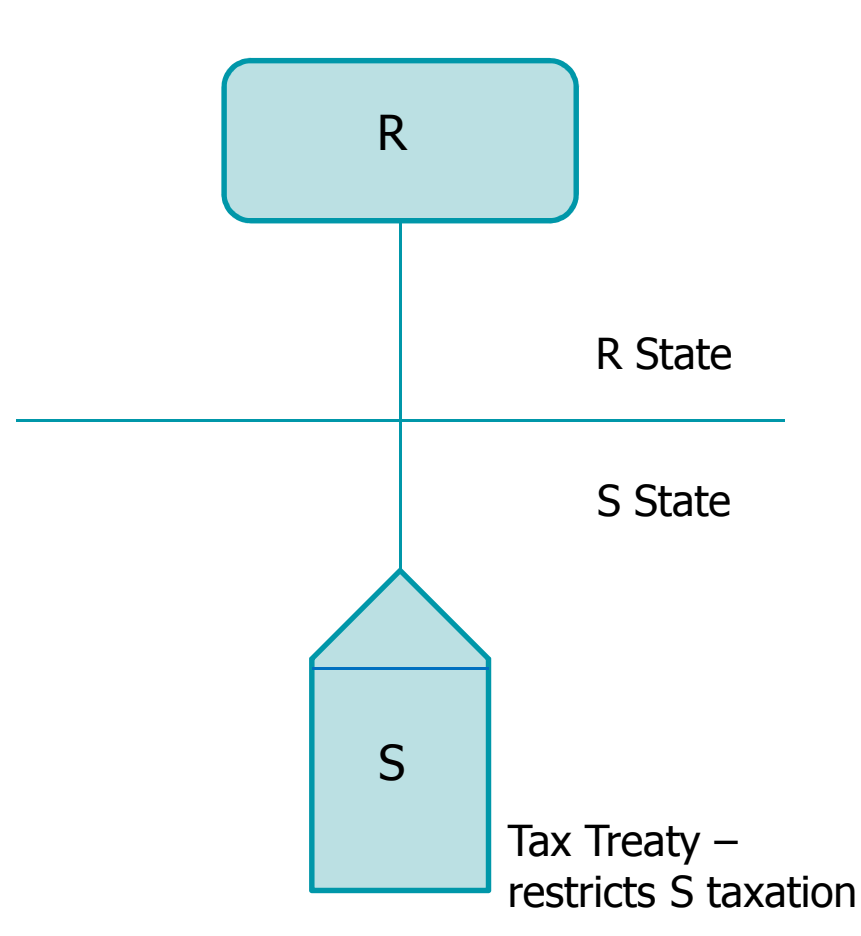 R
R State
S State
S
Tax Treaty –
restricts S taxation